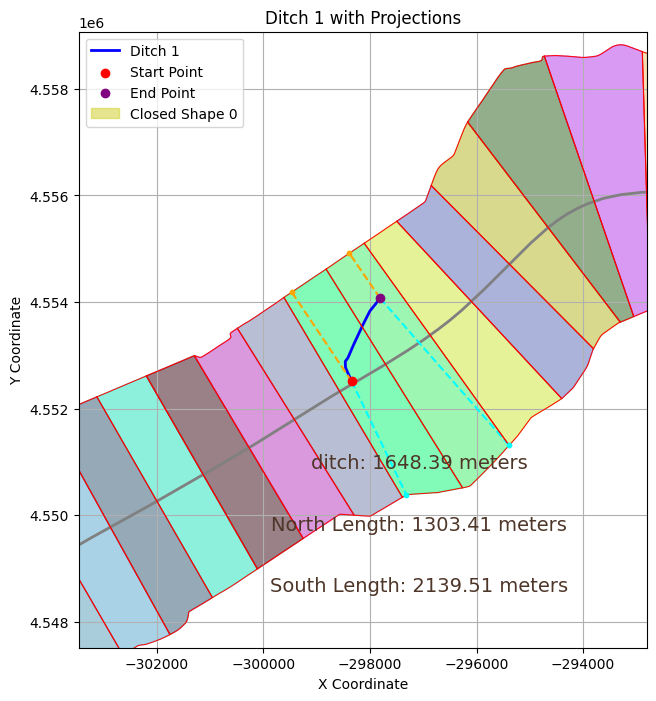 Ditch 1 with Projections
1e6
Ditch 1
Start Point
End Point
Closed Shape 0
4.558
4.556
4.554
4.552
4.550
4.548
Y Coordinate
ditch: 1648.39 meters
North Length: 1303.41 meters
South Length: 2139.51 meters
−302000 −300000 −298000 −296000 −294000
X Coordinate